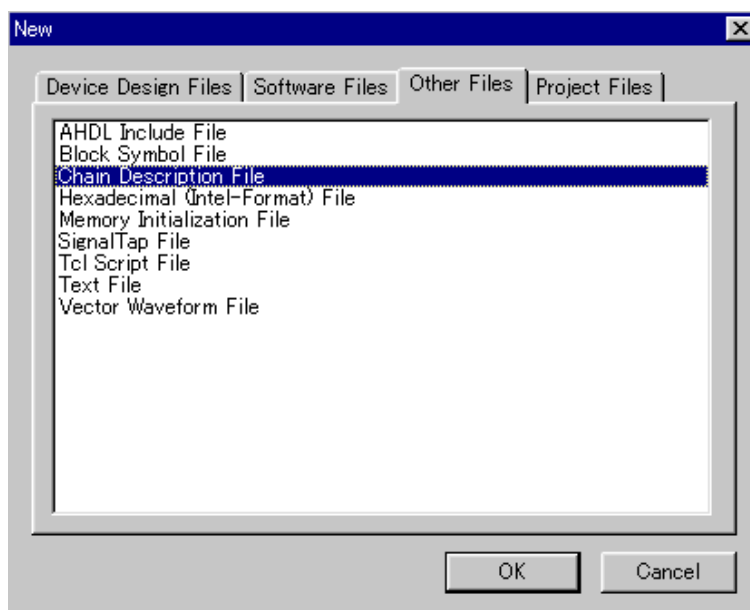 New
Device Design Files Software Files Other Files Project Files
AHDL Include File
Block Symbol File
Chain Description File
Hexadecimal (Intel-Format) File
Memory Initialization File
SignalTap File
Tcl Script File
Text File
Vector Waveform File
OK Cancel